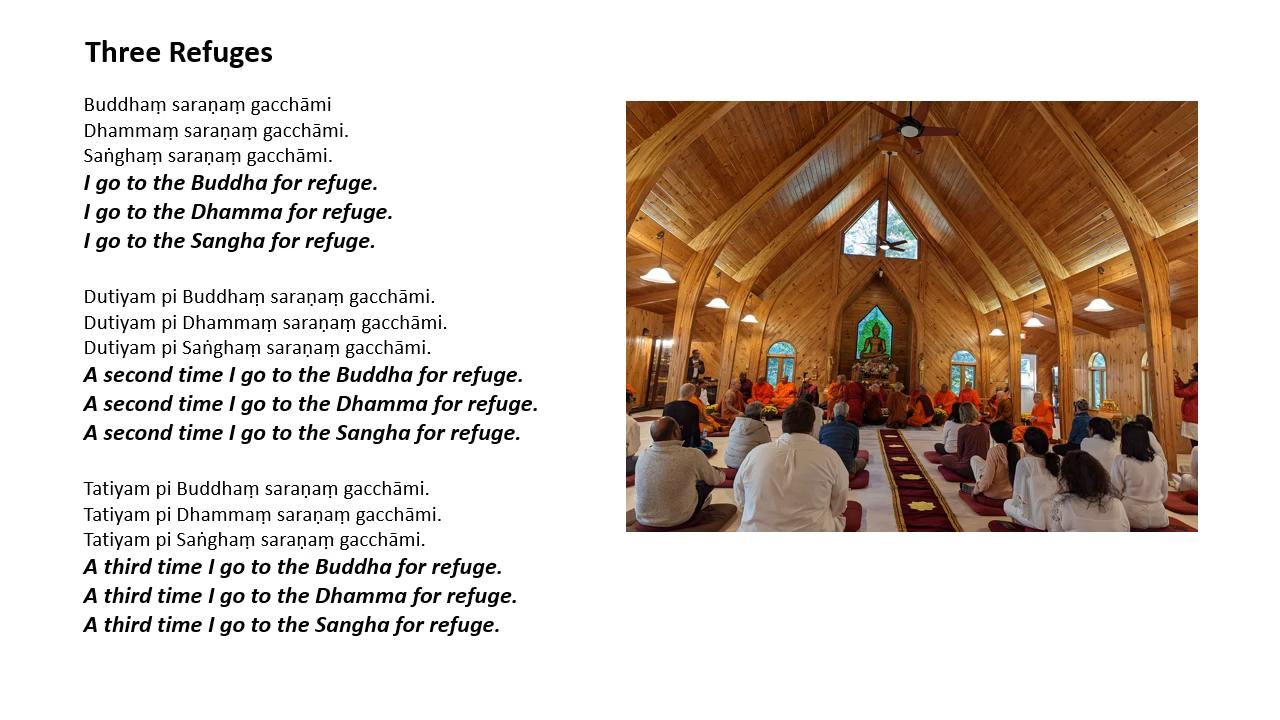 Three Refuges
Buddhaṃ saraṇaṃ gacchāmi
Dhammaṃ saraṇaṃ gacchāmi.
Saṅghaṃ saraṇaṃ gacchāmi.
I go to the Buddha for refuge.
I go to the Dhamma for refuge.
I go to the Sangha for refuge.
Dutiyam pi Buddhaṃ saraṇaṃ gacchāmi.
Dutiyam pi Dhammaṃ saraṇaṃ gacchāmi.
Dutiyam pi Saṅghaṃ saraṇaṃ gacchāmi.
A second time I go to the Buddha for refuge.
A second time I go to the Dhamma for refuge.
A second time I go to the Sangha for refuge.
Tatiyam pi Buddhaṃ saraṇaṃ gacchāmi.
Tatiyam pi Dhammaṃ saraṇaṃ gacchāmi.
Tatiyam pi Saṅghaṃ saraṇaṃ gacchāmi.
A third time I go to the Buddha for refuge.
A third time I go to the Dhamma for refuge.
A third time I go to the Sangha for refuge.